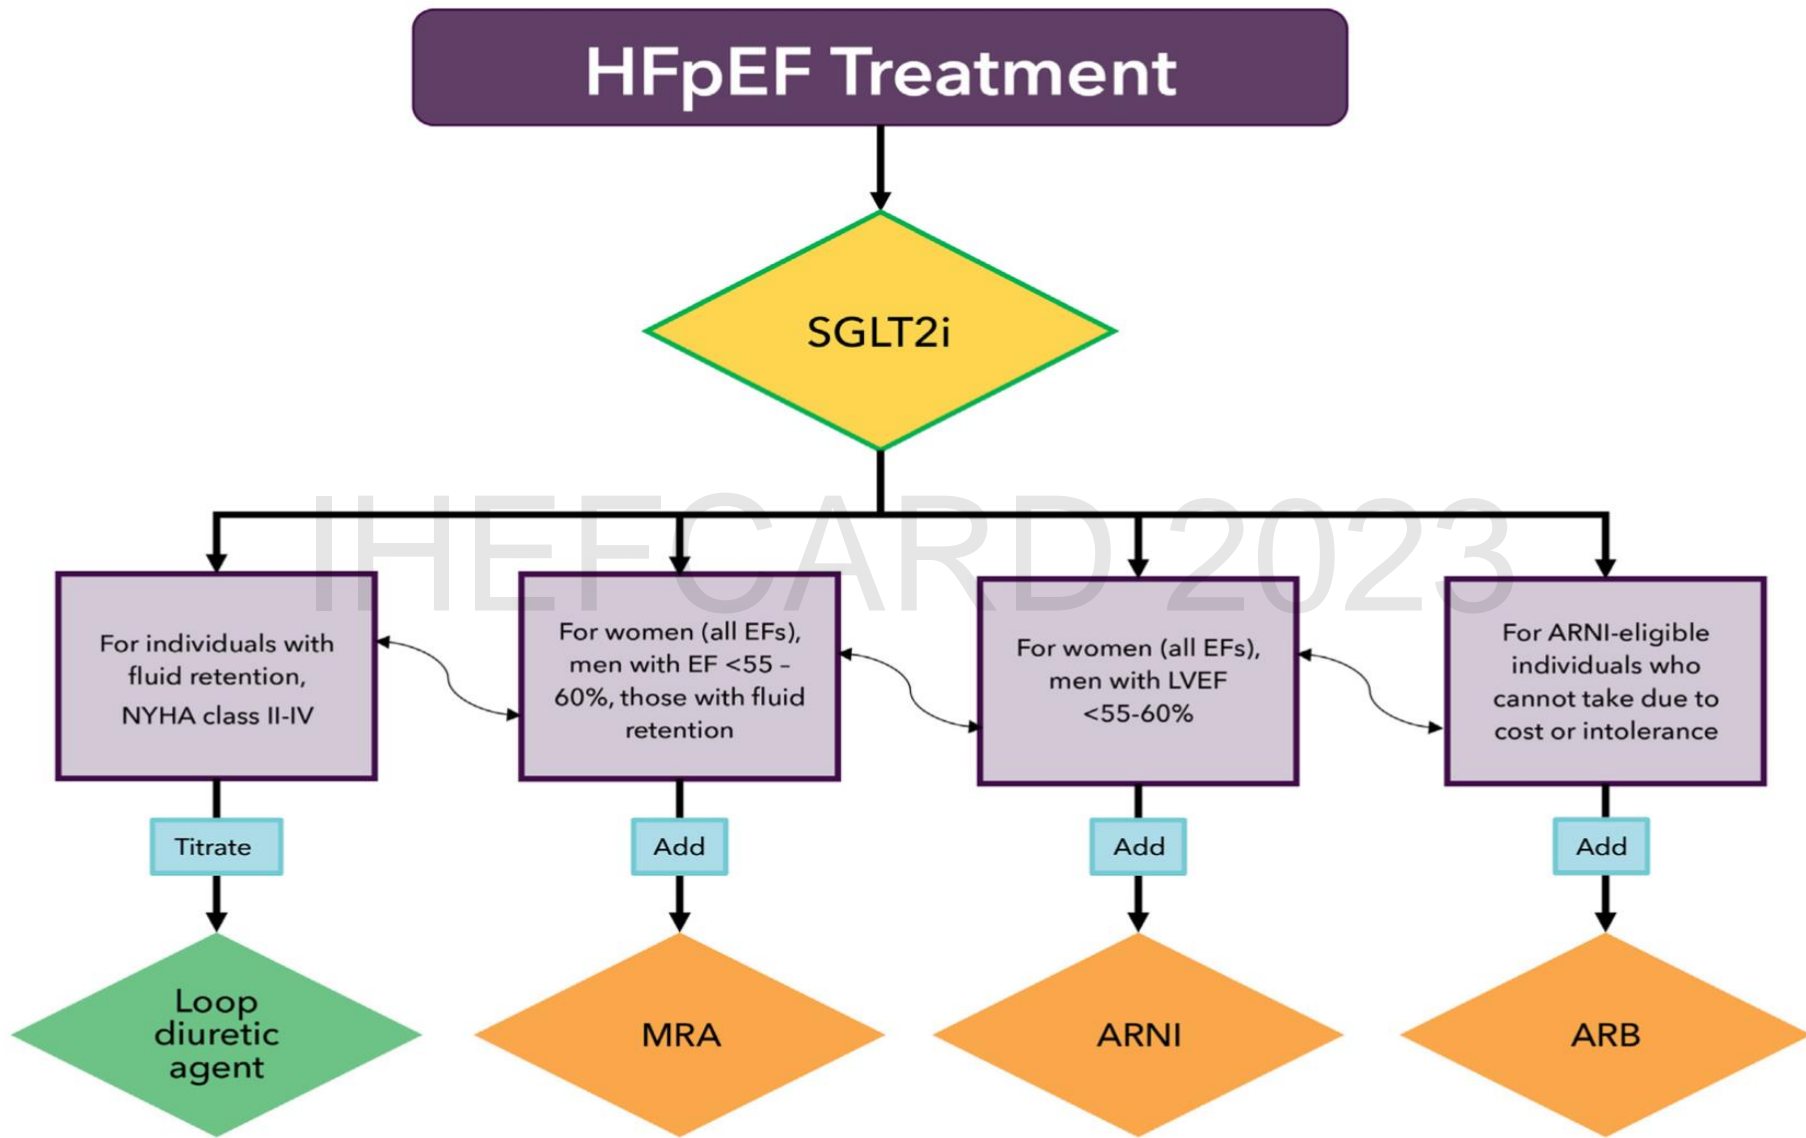 HFpEF Treatment
SGLT2i
IHEFCARD 2023
For individuals with
fluid retention,
NYHA class II-IV
For women (all EFs),
men with EF <55 –
60%, those with fluid
retention
For women (all EFs),
men with LVEF
<55-60%
For ARNI-eligible
individuals who
cannot take due to
cost or intolerance
Titrate
Add
Add
Add
Loop
diuretic
agent
MRA
ARNI
ARB